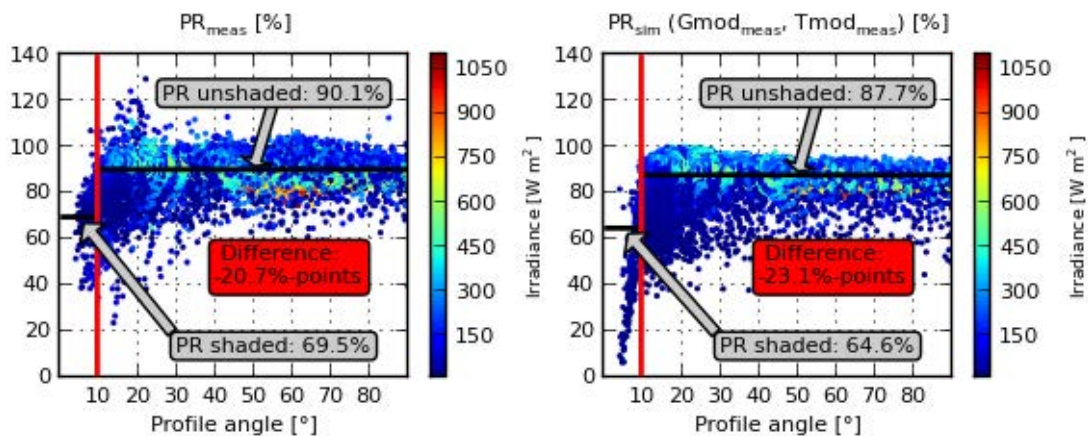 PR_meas [%]
140
120
100
80
60
40
20
0
PR unshaded: 90.1%
Difference:
-20.7%-points
PR shaded: 69.5%
10 20 30 40 50 60 70 80
Profile angle [°]
1050
900
750
600
450
300
150
Irradiance [W m²]
PR_sim (Gmod_meas, Tmod_meas) [%]
140
120
100
80
60
40
20
0
PR unshaded: 87.7%
Difference:
-23.1%-points
PR shaded: 64.6%
10 20 30 40 50 60 70 80
Profile angle [°]
1050
900
750
600
450
300
150
Irradiance [W m²]